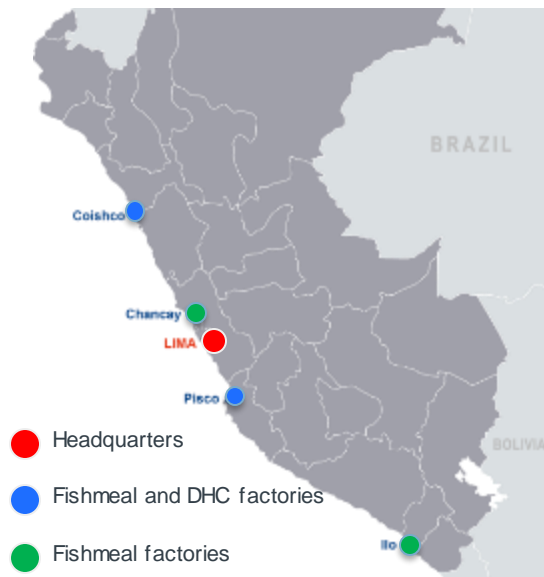 BRAZIL
Coishco
Chancay
LIMA
Pisco
Headquarters
BOLIVIA
Fishmeal and DHC factories
Ilo
Fishmeal factories